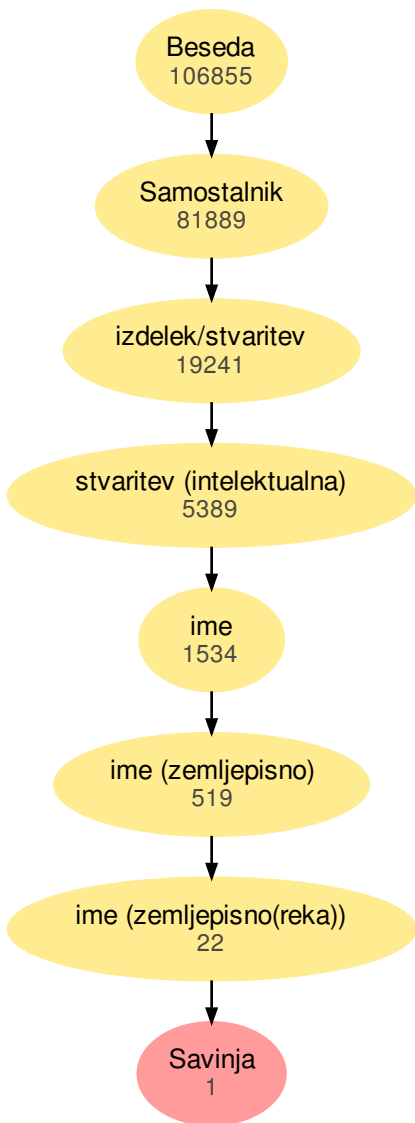 Beseda
106855
Samostalnik
81889
izdelek/stvaritev
19241
stvaritev (intelektualna)
5389
ime
1534
ime (zemljepisno)
519
ime (zemljepisno(reka))
22
Savinja
1